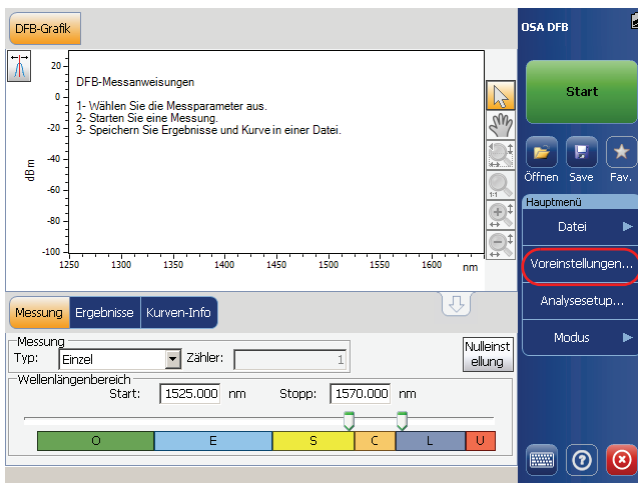 DFB-Grafik
20
0
-20
-40
-60
-80
-100
dBm
DFB-Messanweisungen
1- Wählen Sie die Messparameter aus.
2- Starten Sie eine Messung.
3- Speichern Sie Ergebnisse und Kurve in einer Datei.
1:1
1250 1300 1350 1400 1450 1500 1550 1600 nm
Messung Ergebnisse Kurven-Info
Messung
Typ: Einzel Zähler: 1
Nulleinst
ellung
Wellenlängenbereich
Start: 1525.000 nm Stopp: 1570.000 nm
O E S C L U
OSA DFB
Start
Öffnen Save Fav.
Hauptmenü
Datei
Voreinstellungen...
Analysesetup...
Modus